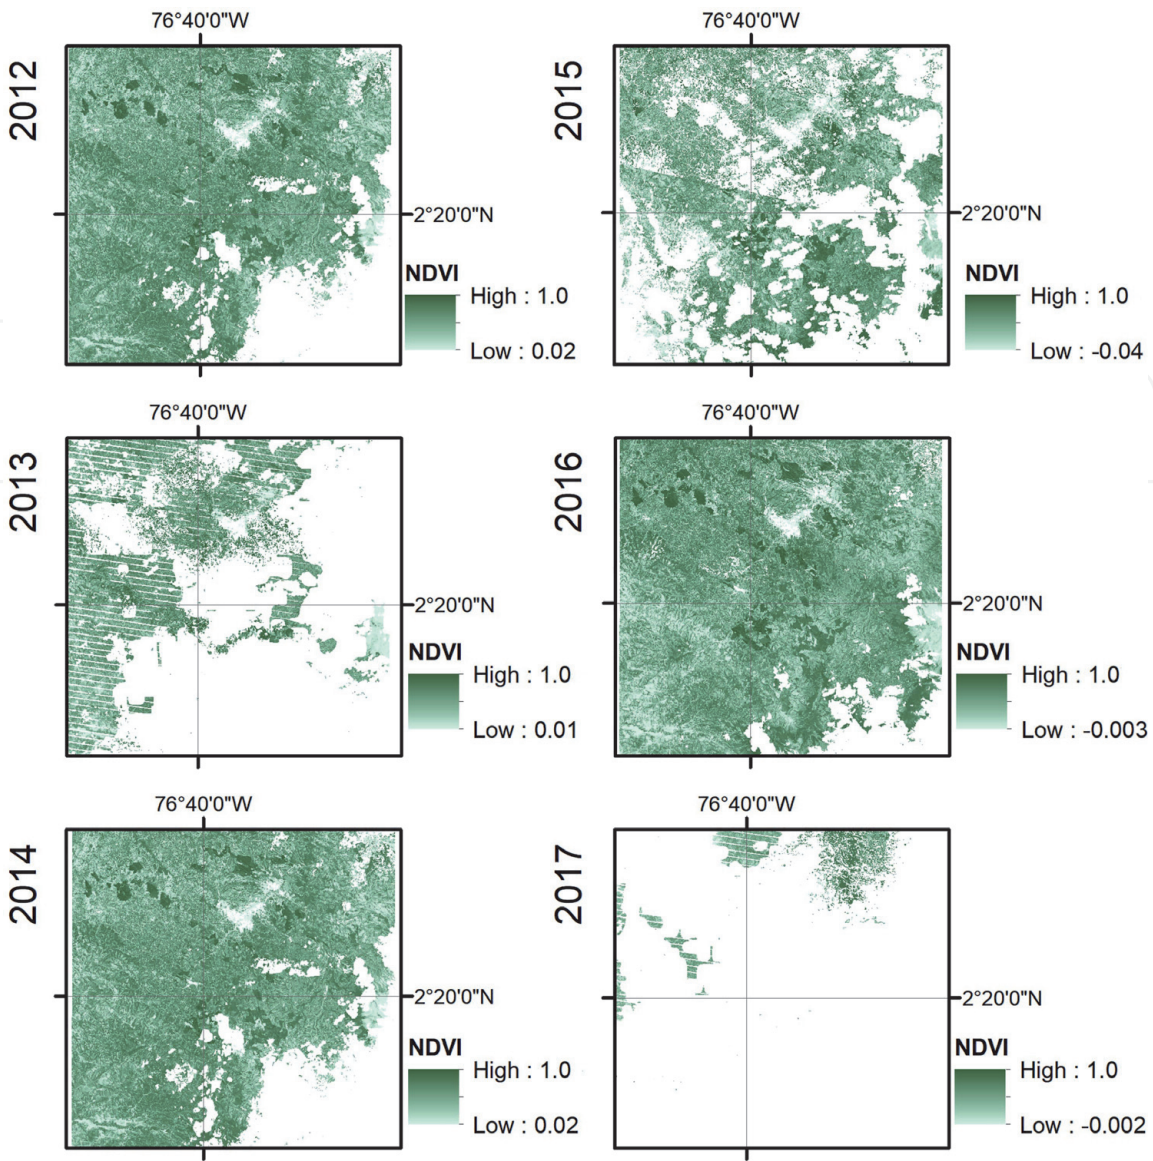 76°40'0"W
2012
2°20'0"N
NDVI
High : 1.0
Low : 0.02
76°40'0"W
2015
2°20'0"N
NDVI
High : 1.0
Low : -0.04
76°40'0"W
2013
2°20'0"N
NDVI
High : 1.0
Low : 0.01
76°40'0"W
2016
2°20'0"N
NDVI
High : 1.0
Low : -0.003
76°40'0"W
2014
2°20'0"N
NDVI
High : 1.0
Low : 0.02
76°40'0"W
2017
2°20'0"N
NDVI
High : 1.0
Low : -0.002